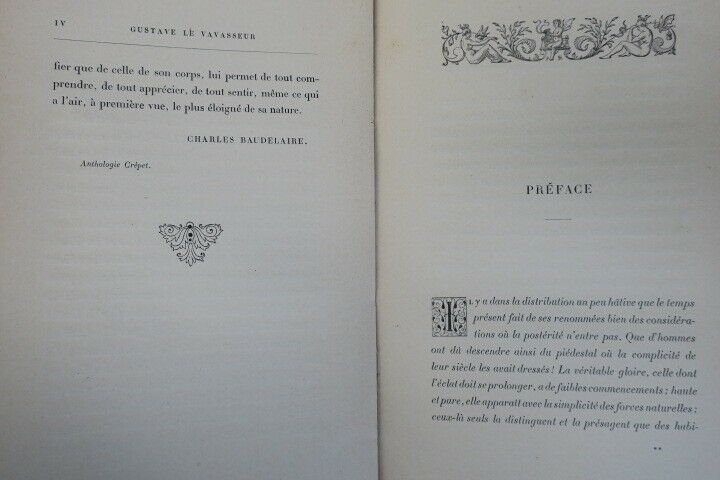 IV
GUSTAVE LE VAVASSEUR
fier que de celle de son corps, lui permet de tout com-
prendre, de tout apprécier, de tout sentir, même ce qui
a l'air, à première vue, le plus éloigné de sa nature.
CHARLES BAUDELAIRE.
Anthologie Crépet.
PRÉFACE
IL y a dans la distribution un peu hâtive que le temps
présent fait de ses renommées bien des considéra-
tions où la postérité n'entre pas. Que d'hommes
ont dû descendre ainsi du piédestal où la complicité de
leur siècle les avait dressés! La véritable gloire, celle dont
l'éclat doit se prolonger, a de faibles commencements; haute
et pure, elle apparaît avec la simplicité des forces naturelles;
ceux-là seuls la distinguent et la présagent que des habi-
**